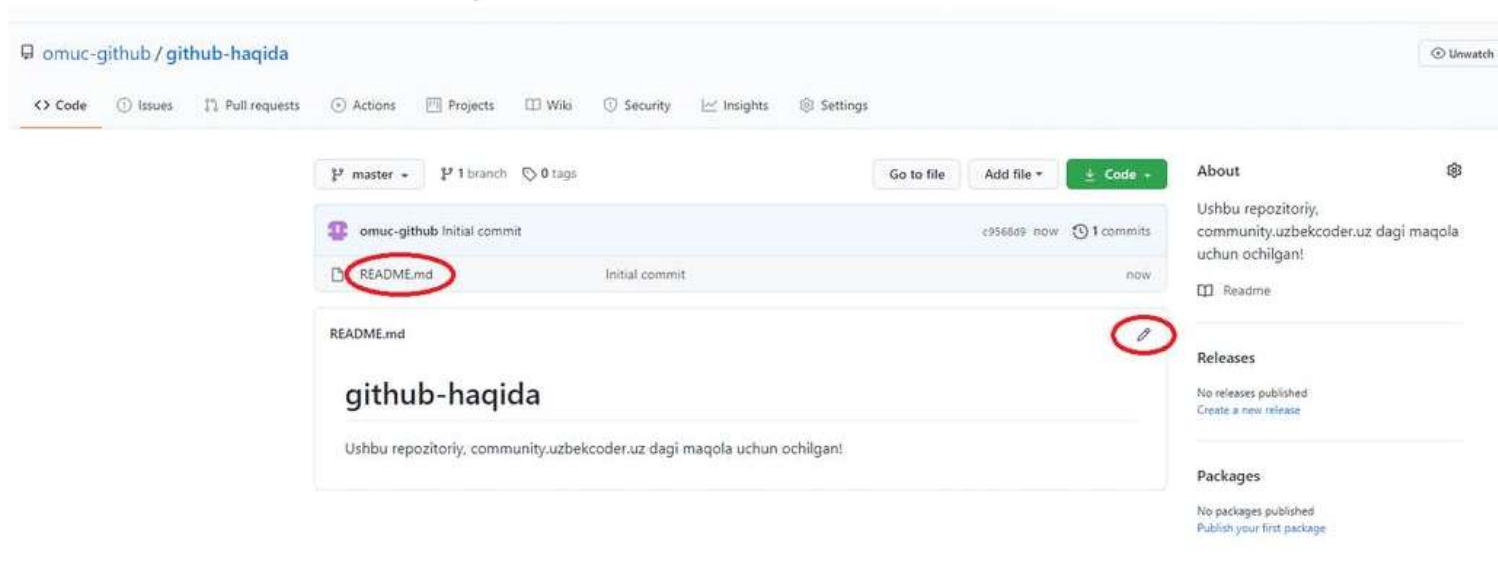 omuc-github / github-haqida
Unwatch
Code Issues Pull requests Actions Projects Wiki Security Insights Settings
master 1 branch 0 tags Go to file Add file Code
omuc-github Initial commit c9568d9 now 1 commits
README.md Initial commit now
README.md
github-haqida
Ushbu repozitoriy, community.uzbekcoder.uz dagi maqola uchun ochilgan!
About
Ushbu repozitoriy,
community.uzbekcoder.uz dagi maqola
uchun ochilgan!
Readme
Releases
No releases published
Create a new release
Packages
No packages published
Publish your first package